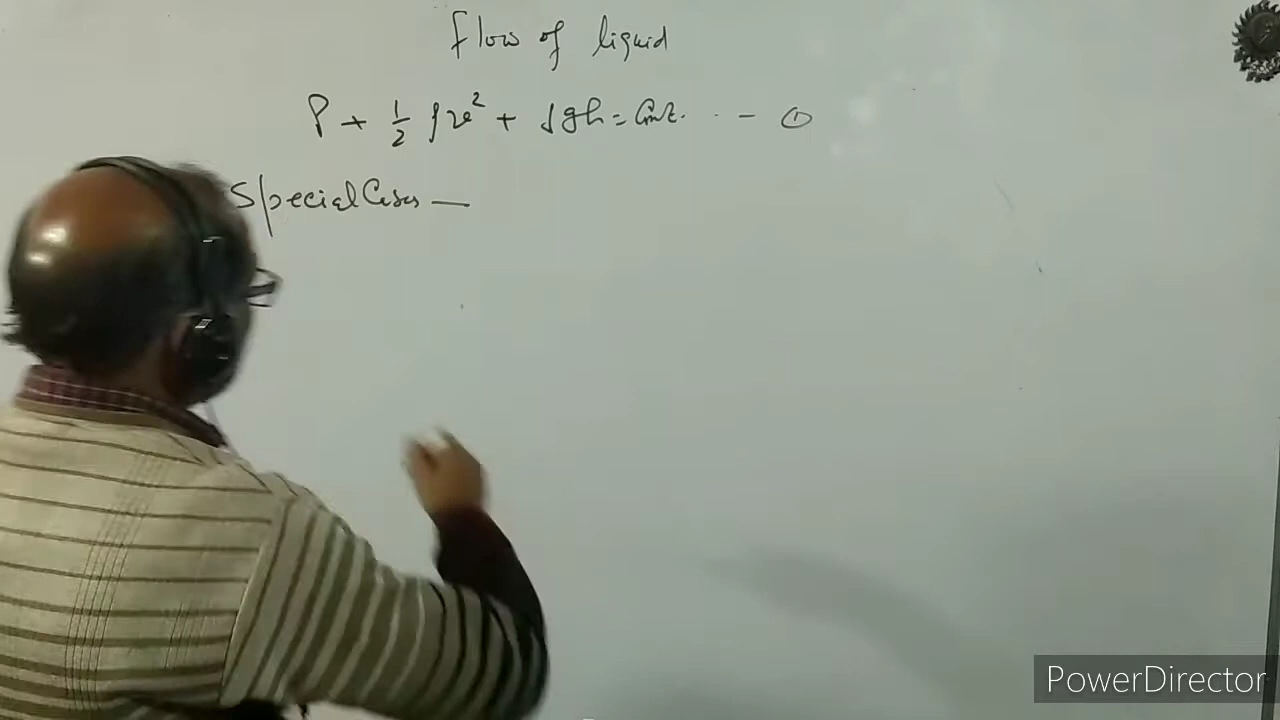 Flow of liquid
P + 1/2 ρv² + ρgh = Const. . . - ①
Special Cases —
PowerDirector